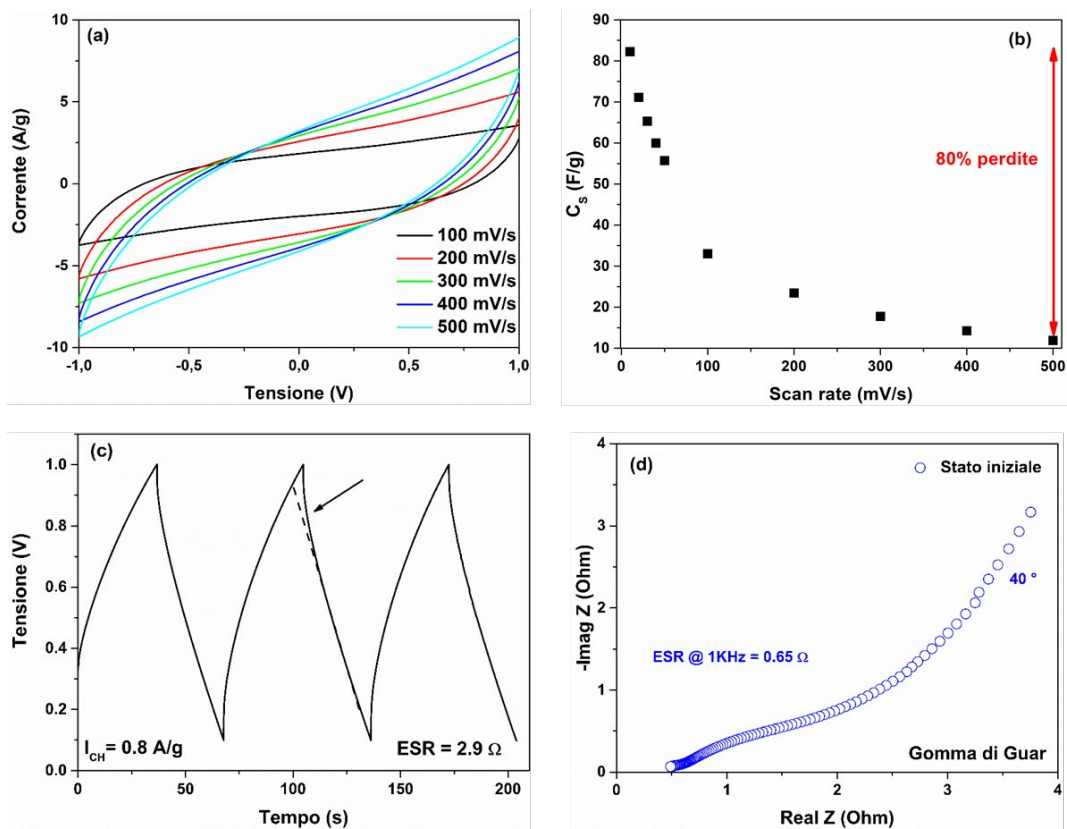 (a)
10
5
0
-5
-10
Corrente (A/g)
100 mV/s
200 mV/s
300 mV/s
400 mV/s
500 mV/s
-1,0
-0,5
0,0
0,5
1,0
Tensione (V)
(b)
90
80
70
60
50
40
30
20
10
C_S (F/g)
80% perdite
0
100
200
300
400
500
Scan rate (mV/s)
(c)
1.0
0.8
0.6
0.4
0.2
0.0
Tensione (V)
I_CH= 0.8 A/g
ESR = 2.9 Ω
0
50
100
150
200
Tempo (s)
(d)
Stato iniziale
4
3
2
1
0
-Imag Z (Ohm)
40 °
ESR @ 1KHz = 0.65 Ω
Gomma di Guar
1
2
3
4
Real Z (Ohm)